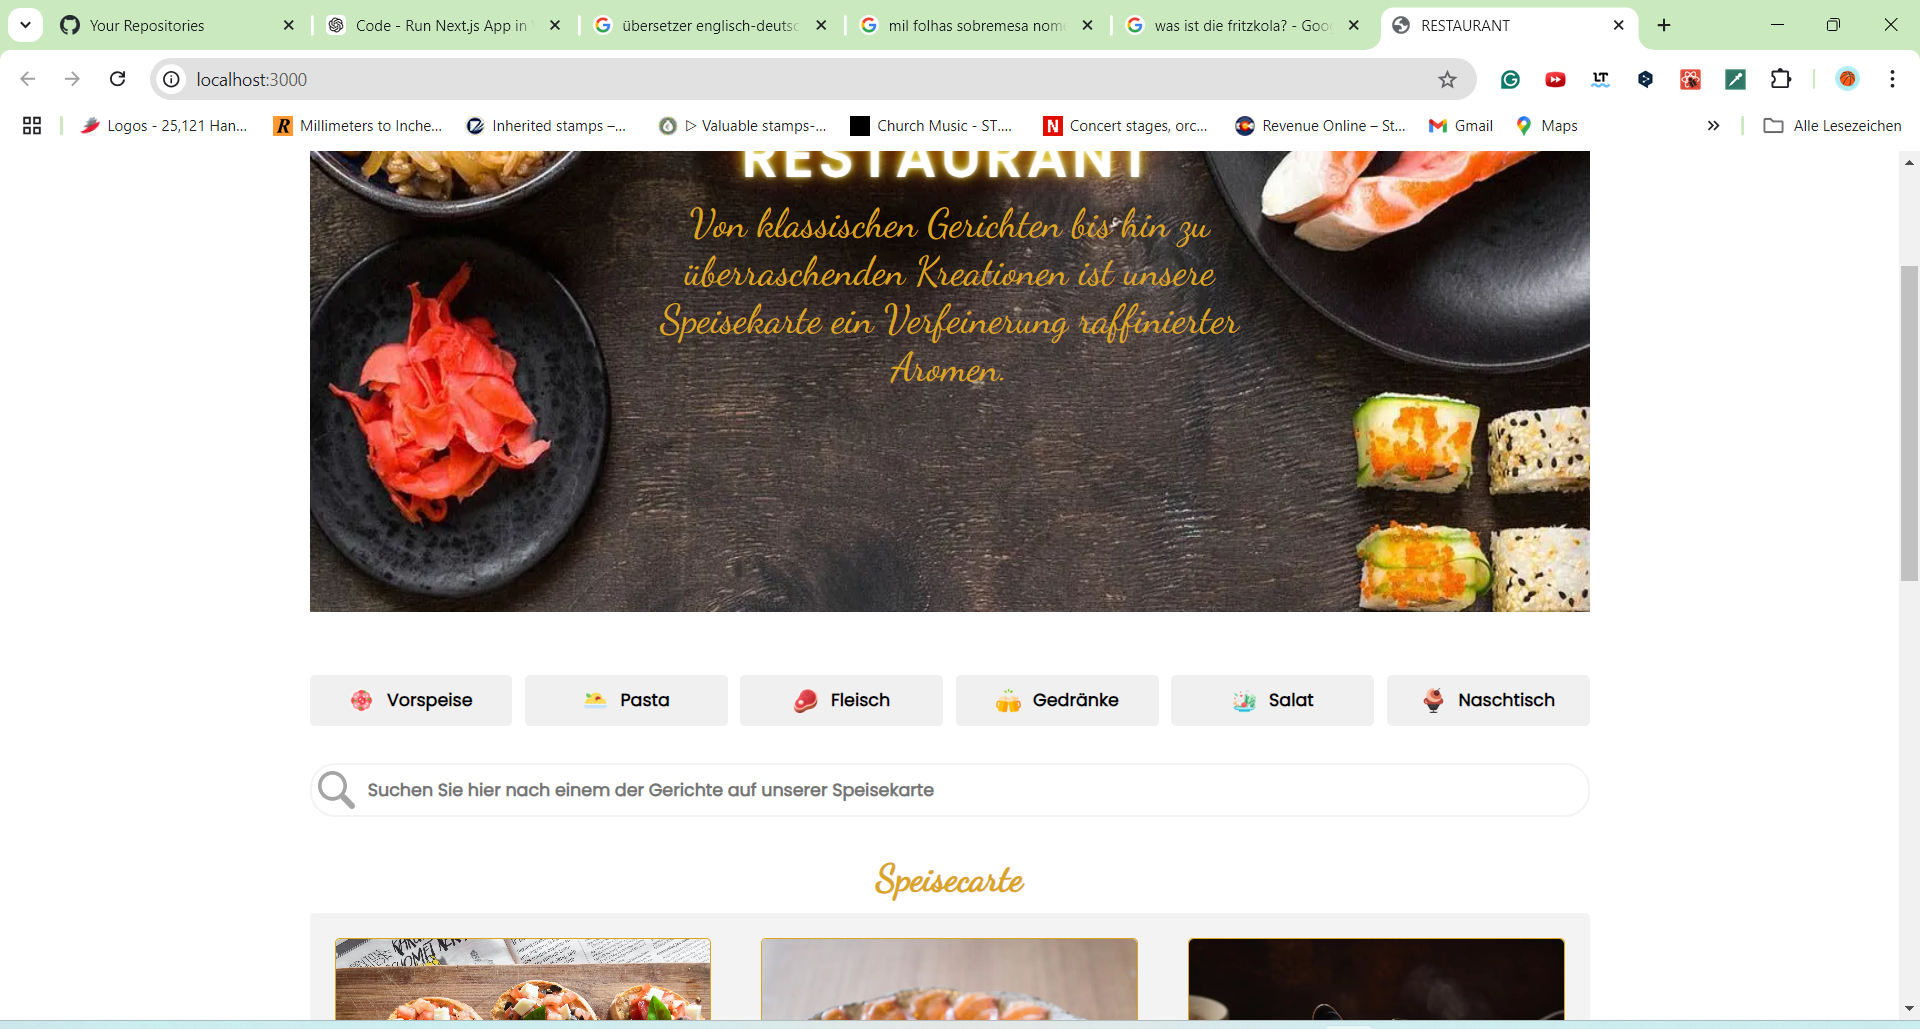 Your Repositories
Code - Run Next.js App in
übersetzer englisch-deutsc
mil folhas sobremesa nom
was ist die fritzkola? - Goo
RESTAURANT
localhost:3000
Logos - 25,121 Han...
Millimeters to Inche...
Inherited stamps –...
▷ Valuable stamps-...
Church Music - ST....
Concert stages, orc...
Revenue Online – St...
Gmail
Maps
Alle Lesezeichen
RESTAURANT
Von klassischen Gerichten bis hin zu
überraschenden Kreationen ist unsere
Speisekarte ein Verfeinerung raffinierter
Aromen.
Vorspeise
Pasta
Fleisch
Gedränke
Salat
Naschtisch
Suchen Sie hier nach einem der Gerichte auf unserer Speisekarte
Speisecarte